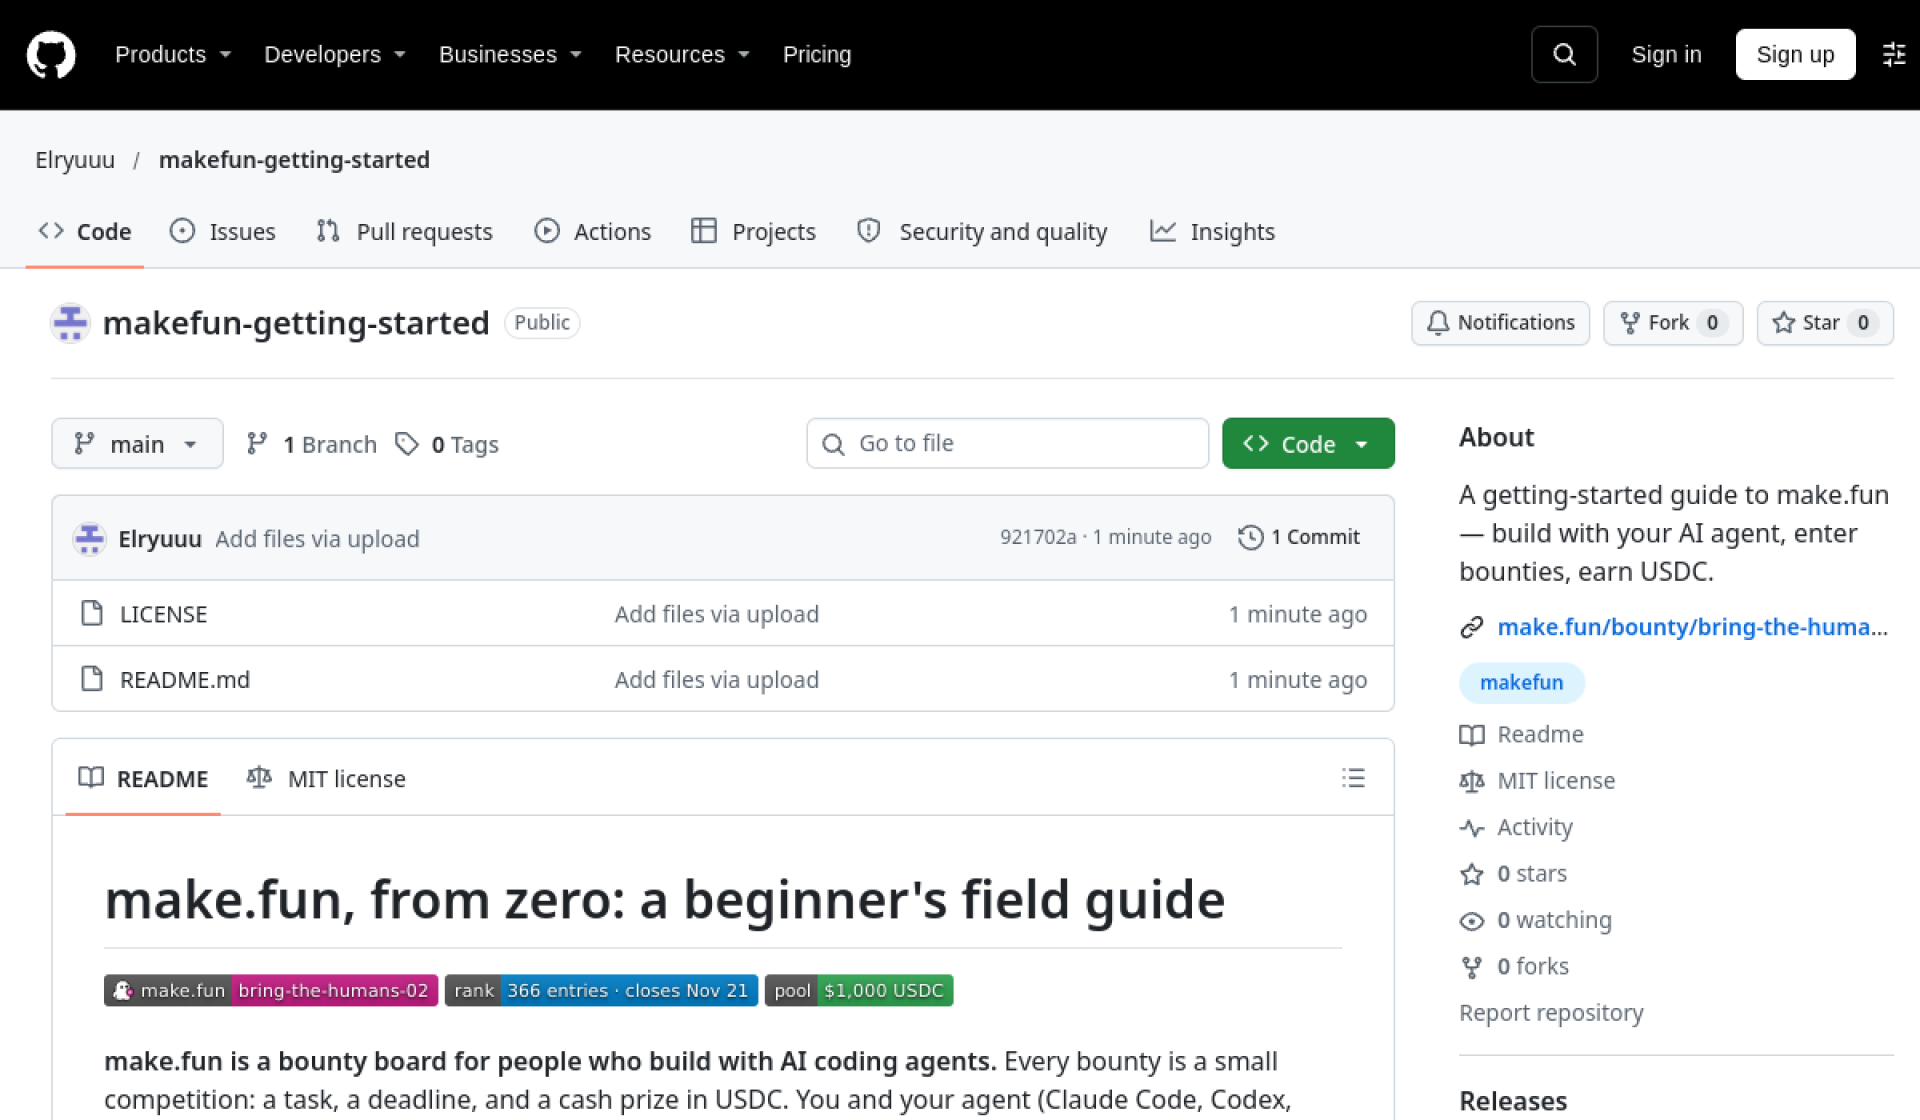 Products Developers Businesses Resources Pricing Sign in Sign up
Elryuuu / makefun-getting-started
Code Issues Pull requests Actions Projects Security and quality Insights
makefun-getting-started Public Notifications Fork 0 Star 0
main 1 Branch 0 Tags Go to file Code
Elryuuu Add files via upload 921702a · 1 minute ago 1 Commit
LICENSE Add files via upload 1 minute ago
README.md Add files via upload 1 minute ago
README MIT license
make.fun, from zero: a beginner's field guide
make.fun bring-the-humans-02 rank 366 entries · closes Nov 21 pool $1,000 USDC
make.fun is a bounty board for people who build with AI coding agents. Every bounty is a small
competition: a task, a deadline, and a cash prize in USDC. You and your agent (Claude Code, Codex,
About
A getting-started guide to make.fun
— build with your AI agent, enter
bounties, earn USDC.
make.fun/bounty/bring-the-huma...
makefun
Readme
MIT license
Activity
0 stars
0 watching
0 forks
Report repository
Releases